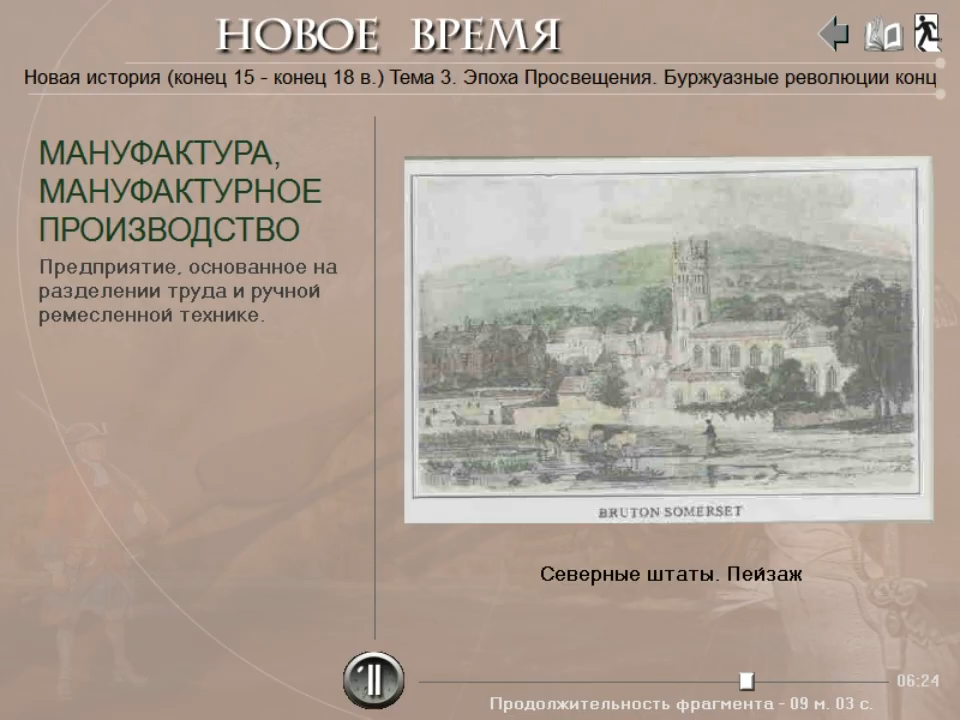 НОВОЕ ВРЕМЯ
Новая история (конец 15 - конец 18 в.) Тема 3. Эпоха Просвещения. Буржуазные революции конц
МАНУФАКТУРА,
МАНУФАКТУРНОЕ
ПРОИЗВОДСТВО
Предприятие, основанное на
разделении труда и ручной
ремесленной технике.
BRUTON SOMERSET
Северные штаты. Пейзаж
06:24
Продолжительность фрагмента - 09 м. 03 с.